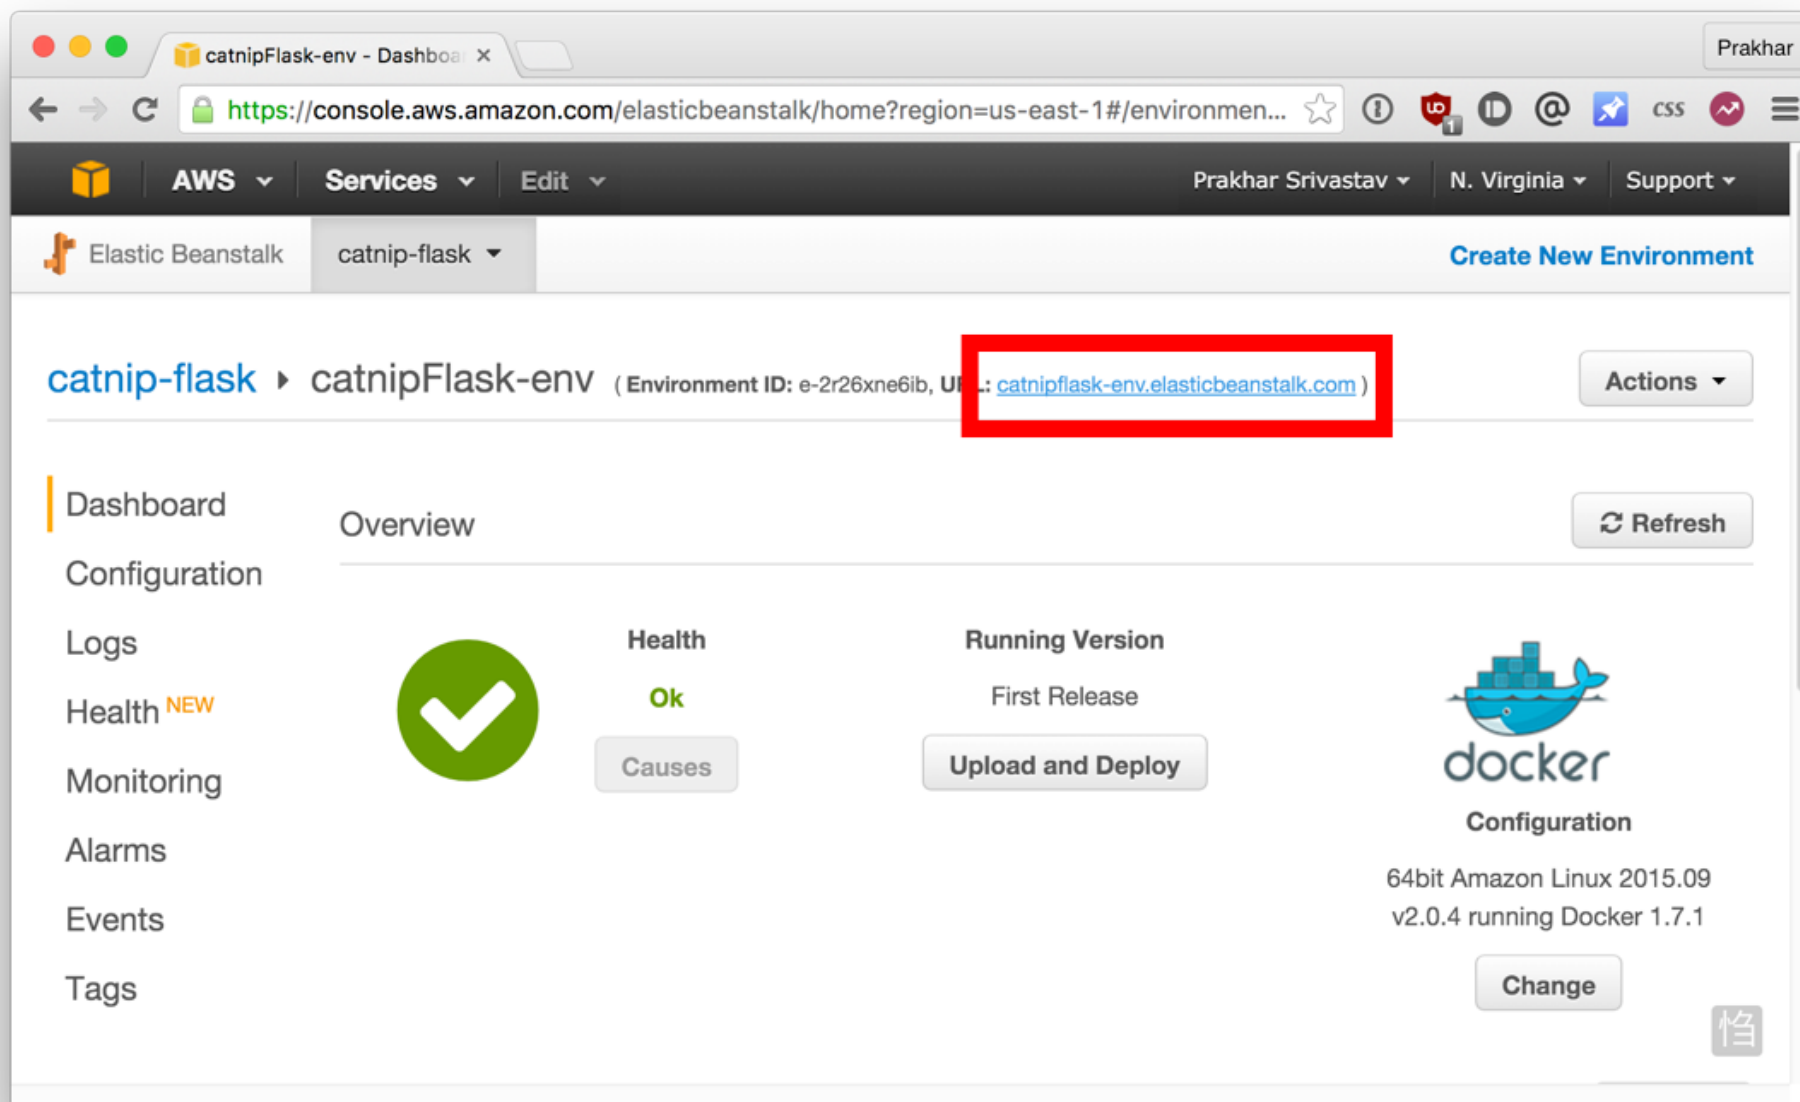 catnipFlask-env - Dashboa
Prakhar
https://console.aws.amazon.com/elasticbeanstalk/home?region=us-east-1#/environmen...
1
css
AWS Services Edit Prakhar Srivastav N. Virginia Support
Elastic Beanstalk catnip-flask Create New Environment
catnip-flask catnipFlask-env ( Environment ID: e-2r26xne6ib, URL: catnipflask-env.elasticbeanstalk.com )
Actions
Dashboard
Configuration
Logs
Health NEW
Monitoring
Alarms
Events
Tags
Overview
Refresh
Health
Ok
Causes
Running Version
First Release
Upload and Deploy
docker
Configuration
64bit Amazon Linux 2015.09
v2.0.4 running Docker 1.7.1
Change